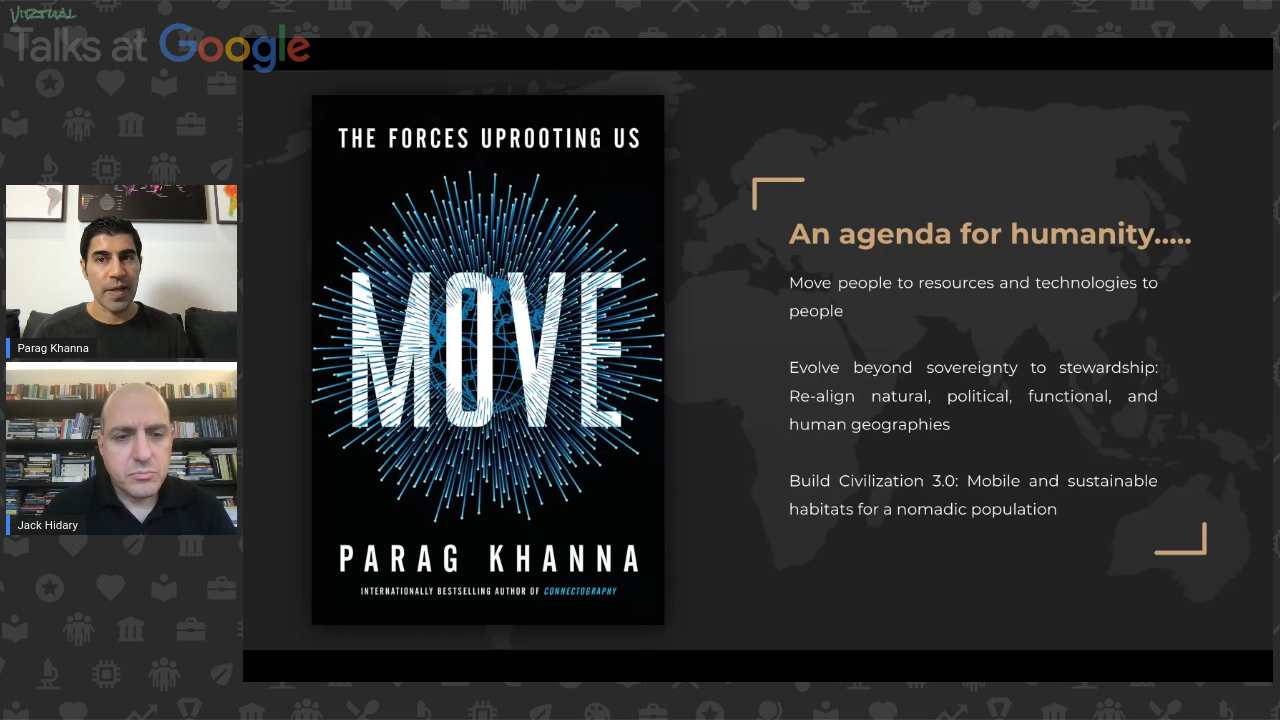 VIRTUAL
Talks at Google
THE FORCES UPROOTING US
MOVE
PARAG KHANNA
INTERNATIONALLY BESTSELLING AUTHOR OF CONNECTOGRAPHY
An agenda for humanity.....
Move people to resources and technologies to
people
Evolve beyond sovereignty to stewardship:
Re-align natural, political, functional, and
human geographies
Build Civilization 3.0: Mobile and sustainable
habitats for a nomadic population
Parag Khanna
Jack Hidary